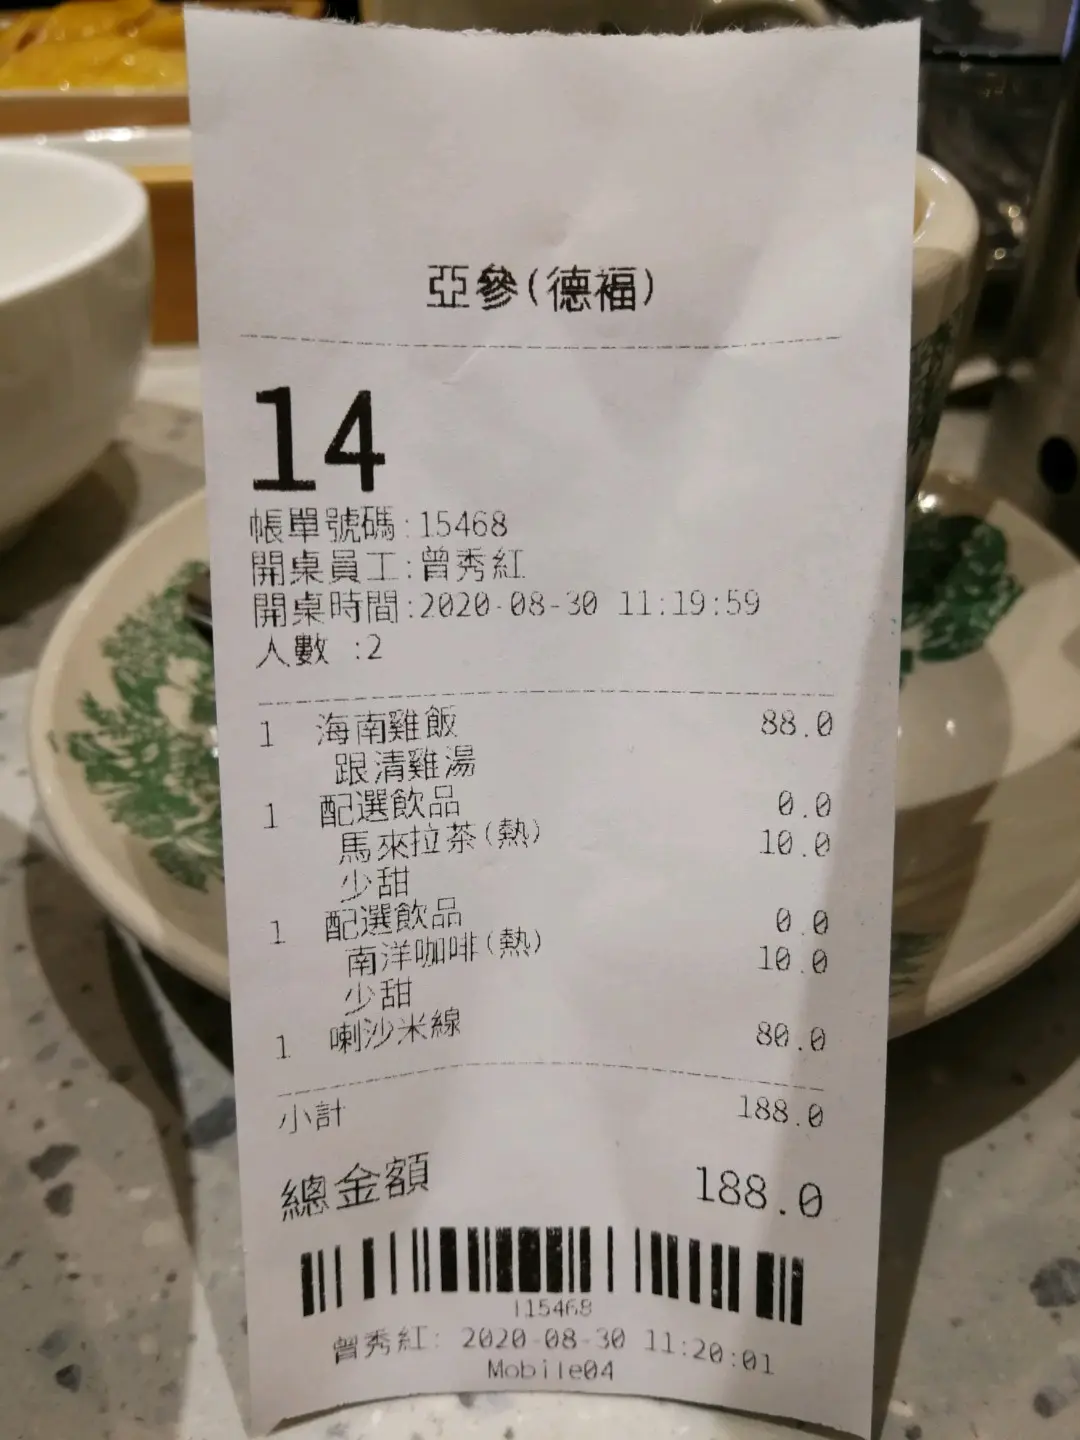 亞參(德福)
14
帳單號碼:15468
開桌員工:曾秀紅
開桌時間:2020-08-30 11:19:59
人數 :2
1 海南雞飯 88.0
跟清雞湯
1 配選飲品 0.0
馬來拉茶(熱) 10.0
少甜
1 配選飲品 0.0
南洋咖啡(熱) 10.0
少甜
1 喇沙米線 80.0
小計 188.0
總金額 188.0
115468
曾秀紅: 2020-08-30 11:20:01
Mobile04